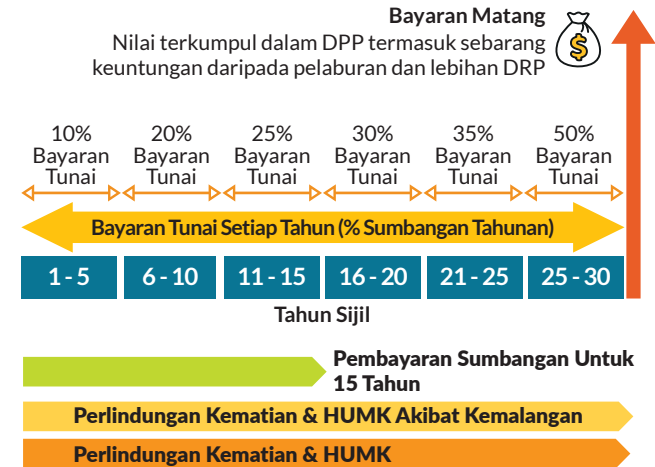 Bayaran Matang
Nilai terkumpul dalam DPP termasuk sebarang
keuntungan daripada pelaburan dan lebihan DRP
$
10%
Bayaran
Tunai
20%
Bayaran
Tunai
25%
Bayaran
Tunai
30%
Bayaran
Tunai
35%
Bayaran
Tunai
50%
Bayaran
Tunai
Bayaran Tunai Setiap Tahun (% Sumbangan Tahunan)
1 - 5
6 - 10
11 - 15
16 - 20
21 - 25
25 - 30
Tahun Sijil
Pembayaran Sumbangan Untuk
15 Tahun
Perlindungan Kematian & HUMK Akibat Kemalangan
Perlindungan Kematian & HUMK